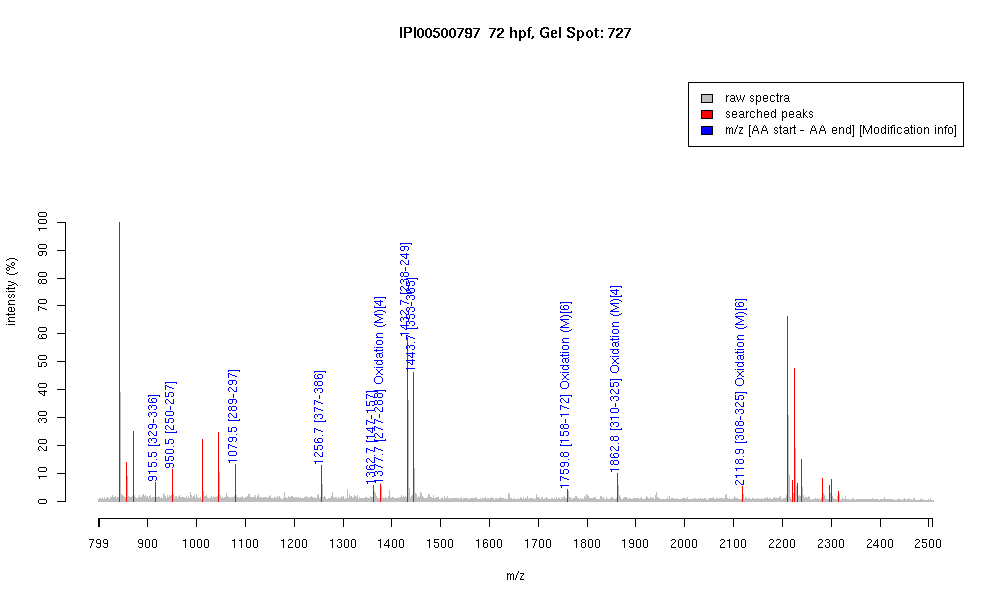 IPI00500797 72 hpf, Gel Spot: 727
raw spectra
searched peaks
m/z [AA start - AA end] [Modification info]
intensity (%)
100
90
80
70
60
50
40
30
20
10
0
915.5 [329-336]
950.5 [250-257]
1079.5 [289-297]
1256.7 [377-386]
1362.7 [147-157]
1377.7 [277-288] Oxidation (M)[4]
1432.7 [238-249]
1443.7 [353-365]
1759.8 [158-172] Oxidation (M)[6]
1862.8 [310-325] Oxidation (M)[4]
2118.9 [308-325] Oxidation (M)[6]
799 900 1000 1100 1200 1300 1400 1500 1600 1700 1800 1900 2000 2100 2200 2300 2400 2500
m/z